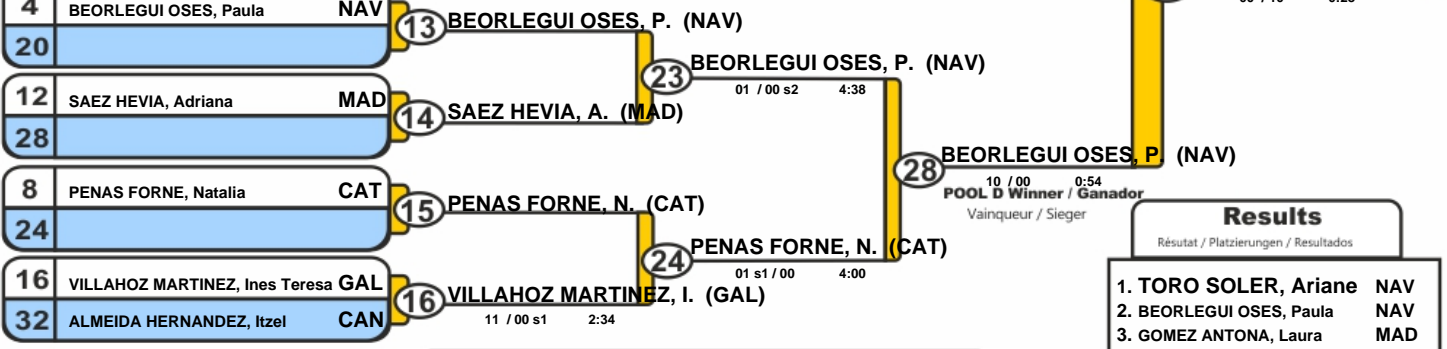 4 BEORLEGUI OSES, Paula NAV
20
13 BEORLEGUI OSES, P. (NAV)
12 SAEZ HEVIA, Adriana MAD
28
14 SAEZ HEVIA, A. (MAD)
23 BEORLEGUI OSES, P. (NAV)
01 / 00 s2 4:38
8 PENAS FORNE, Natalia CAT
24
15 PENAS FORNE, N. (CAT)
16 VILLAHOZ MARTINEZ, Ines Teresa GAL
32 ALMEIDA HERNANDEZ, Itzel CAN
16 VILLAHOZ MARTINEZ, I. (GAL)
11 / 00 s1 2:34
24 PENAS FORNE, N. (CAT)
01 s1 / 00 4:00
28 BEORLEGUI OSES, P. (NAV)
10 / 00 0:54
POOL D Winner / Ganador
Vainqueur / Sieger
Results
Résutat / Platzierungen / Resultados
1. TORO SOLER, Ariane NAV
2. BEORLEGUI OSES, Paula NAV
3. GOMEZ ANTONA, Laura MAD